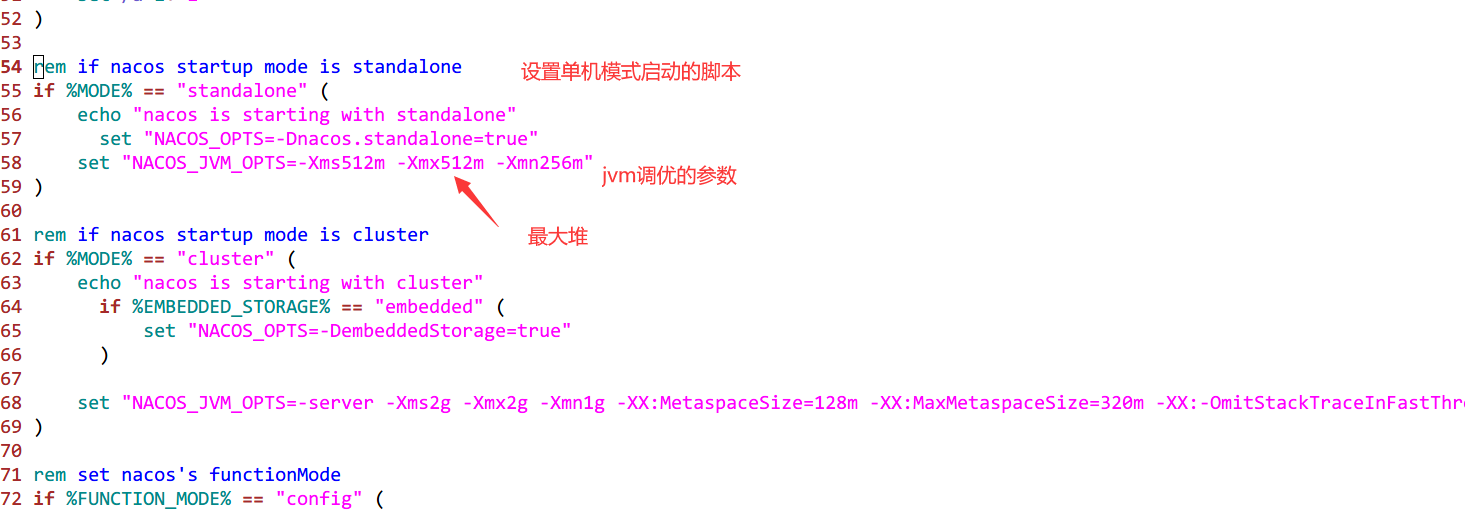 52 )
53
54 rem if nacos startup mode is standalone 设置单机模式启动的脚本
55 if %MODE% == "standalone" (
56 echo "nacos is starting with standalone"
57 set "NACOS_OPTS=-Dnacos.standalone=true"
58 set "NACOS_JVM_OPTS=-Xms512m -Xmx512m -Xmn256m" jvm调优的参数
59 )
60
61 rem if nacos startup mode is cluster 最大堆
62 if %MODE% == "cluster" (
63 echo "nacos is starting with cluster"
64 if %EMBEDDED_STORAGE% == "embedded" (
65 set "NACOS_OPTS=-DembeddedStorage=true"
66 )
67
68 set "NACOS_JVM_OPTS=-server -Xms2g -Xmx2g -Xmn1g -XX:MetaspaceSize=128m -XX:MaxMetaspaceSize=320m -XX:-OmitStackTraceInFastThr
69 )
70
71 rem set nacos's functionMode
72 if %FUNCTION_MODE% == "config" (